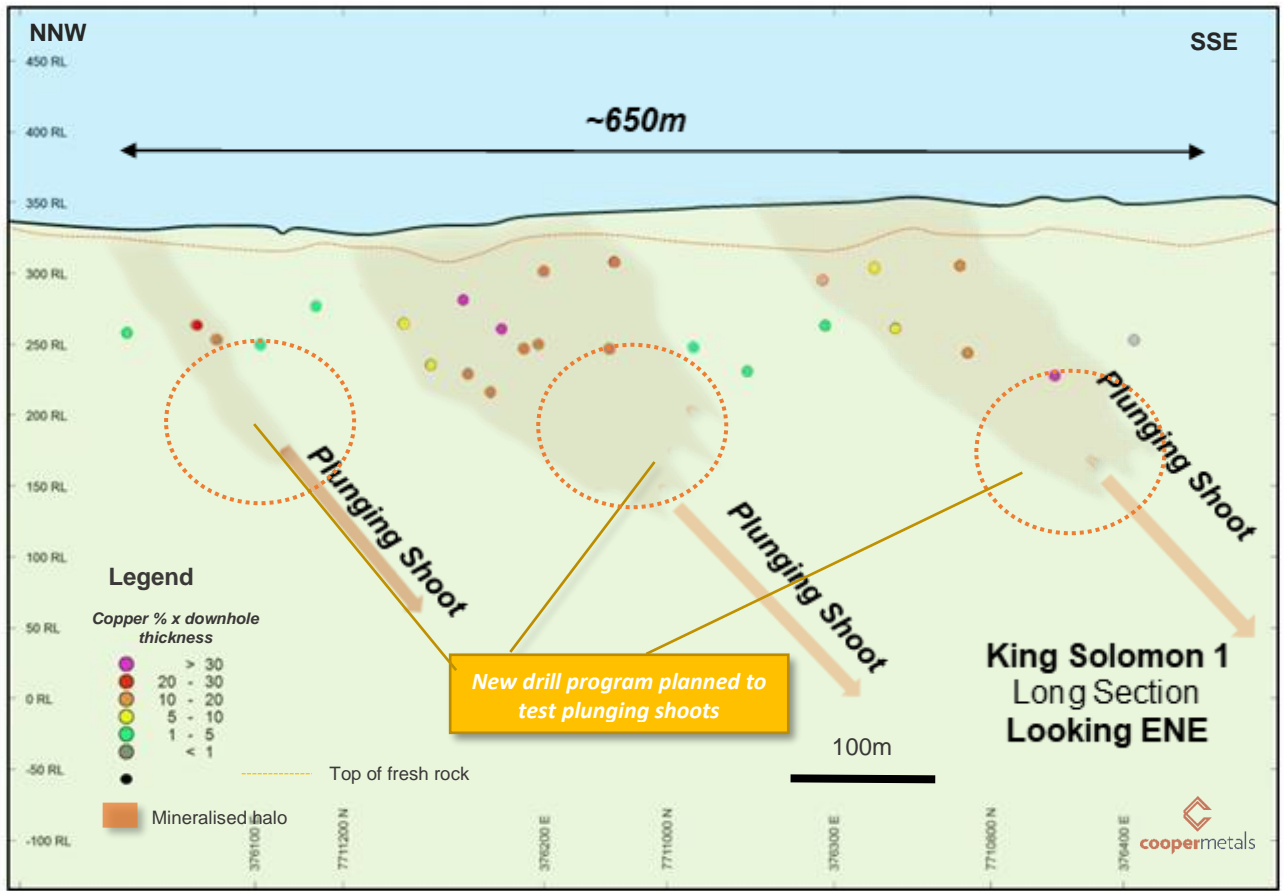 NNW
SSE
450 RL
400 RL
350 RL
300 RL
250 RL
200 RL
150 RL
100 RL
50 RL
0 RL
-50 RL
-100 RL
~650m
Plunging Shoot
Plunging Shoot
Plunging Shoot
Legend
Copper % x downhole
thickness
> 30
20 - 30
10 - 20
5 - 10
1 - 5
< 1
Top of fresh rock
Mineralised halo
New drill program planned to
test plunging shoots
King Solomon 1
Long Section
Looking ENE
100m
376100 E
7711200 N
376200 E
7711000 N
376300 E
7710800 N
376400 E
coopermetals